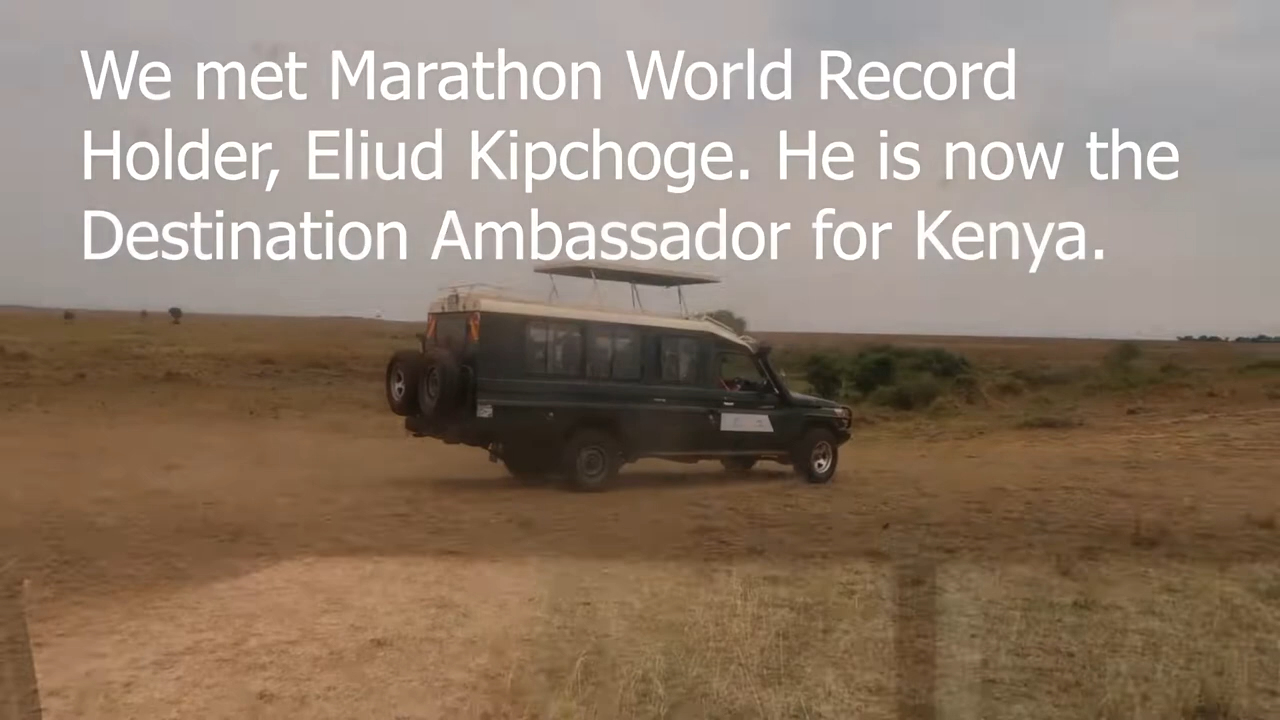 We met Marathon World Record
Holder, Eliud Kipchoge. He is now the
Destination Ambassador for Kenya.